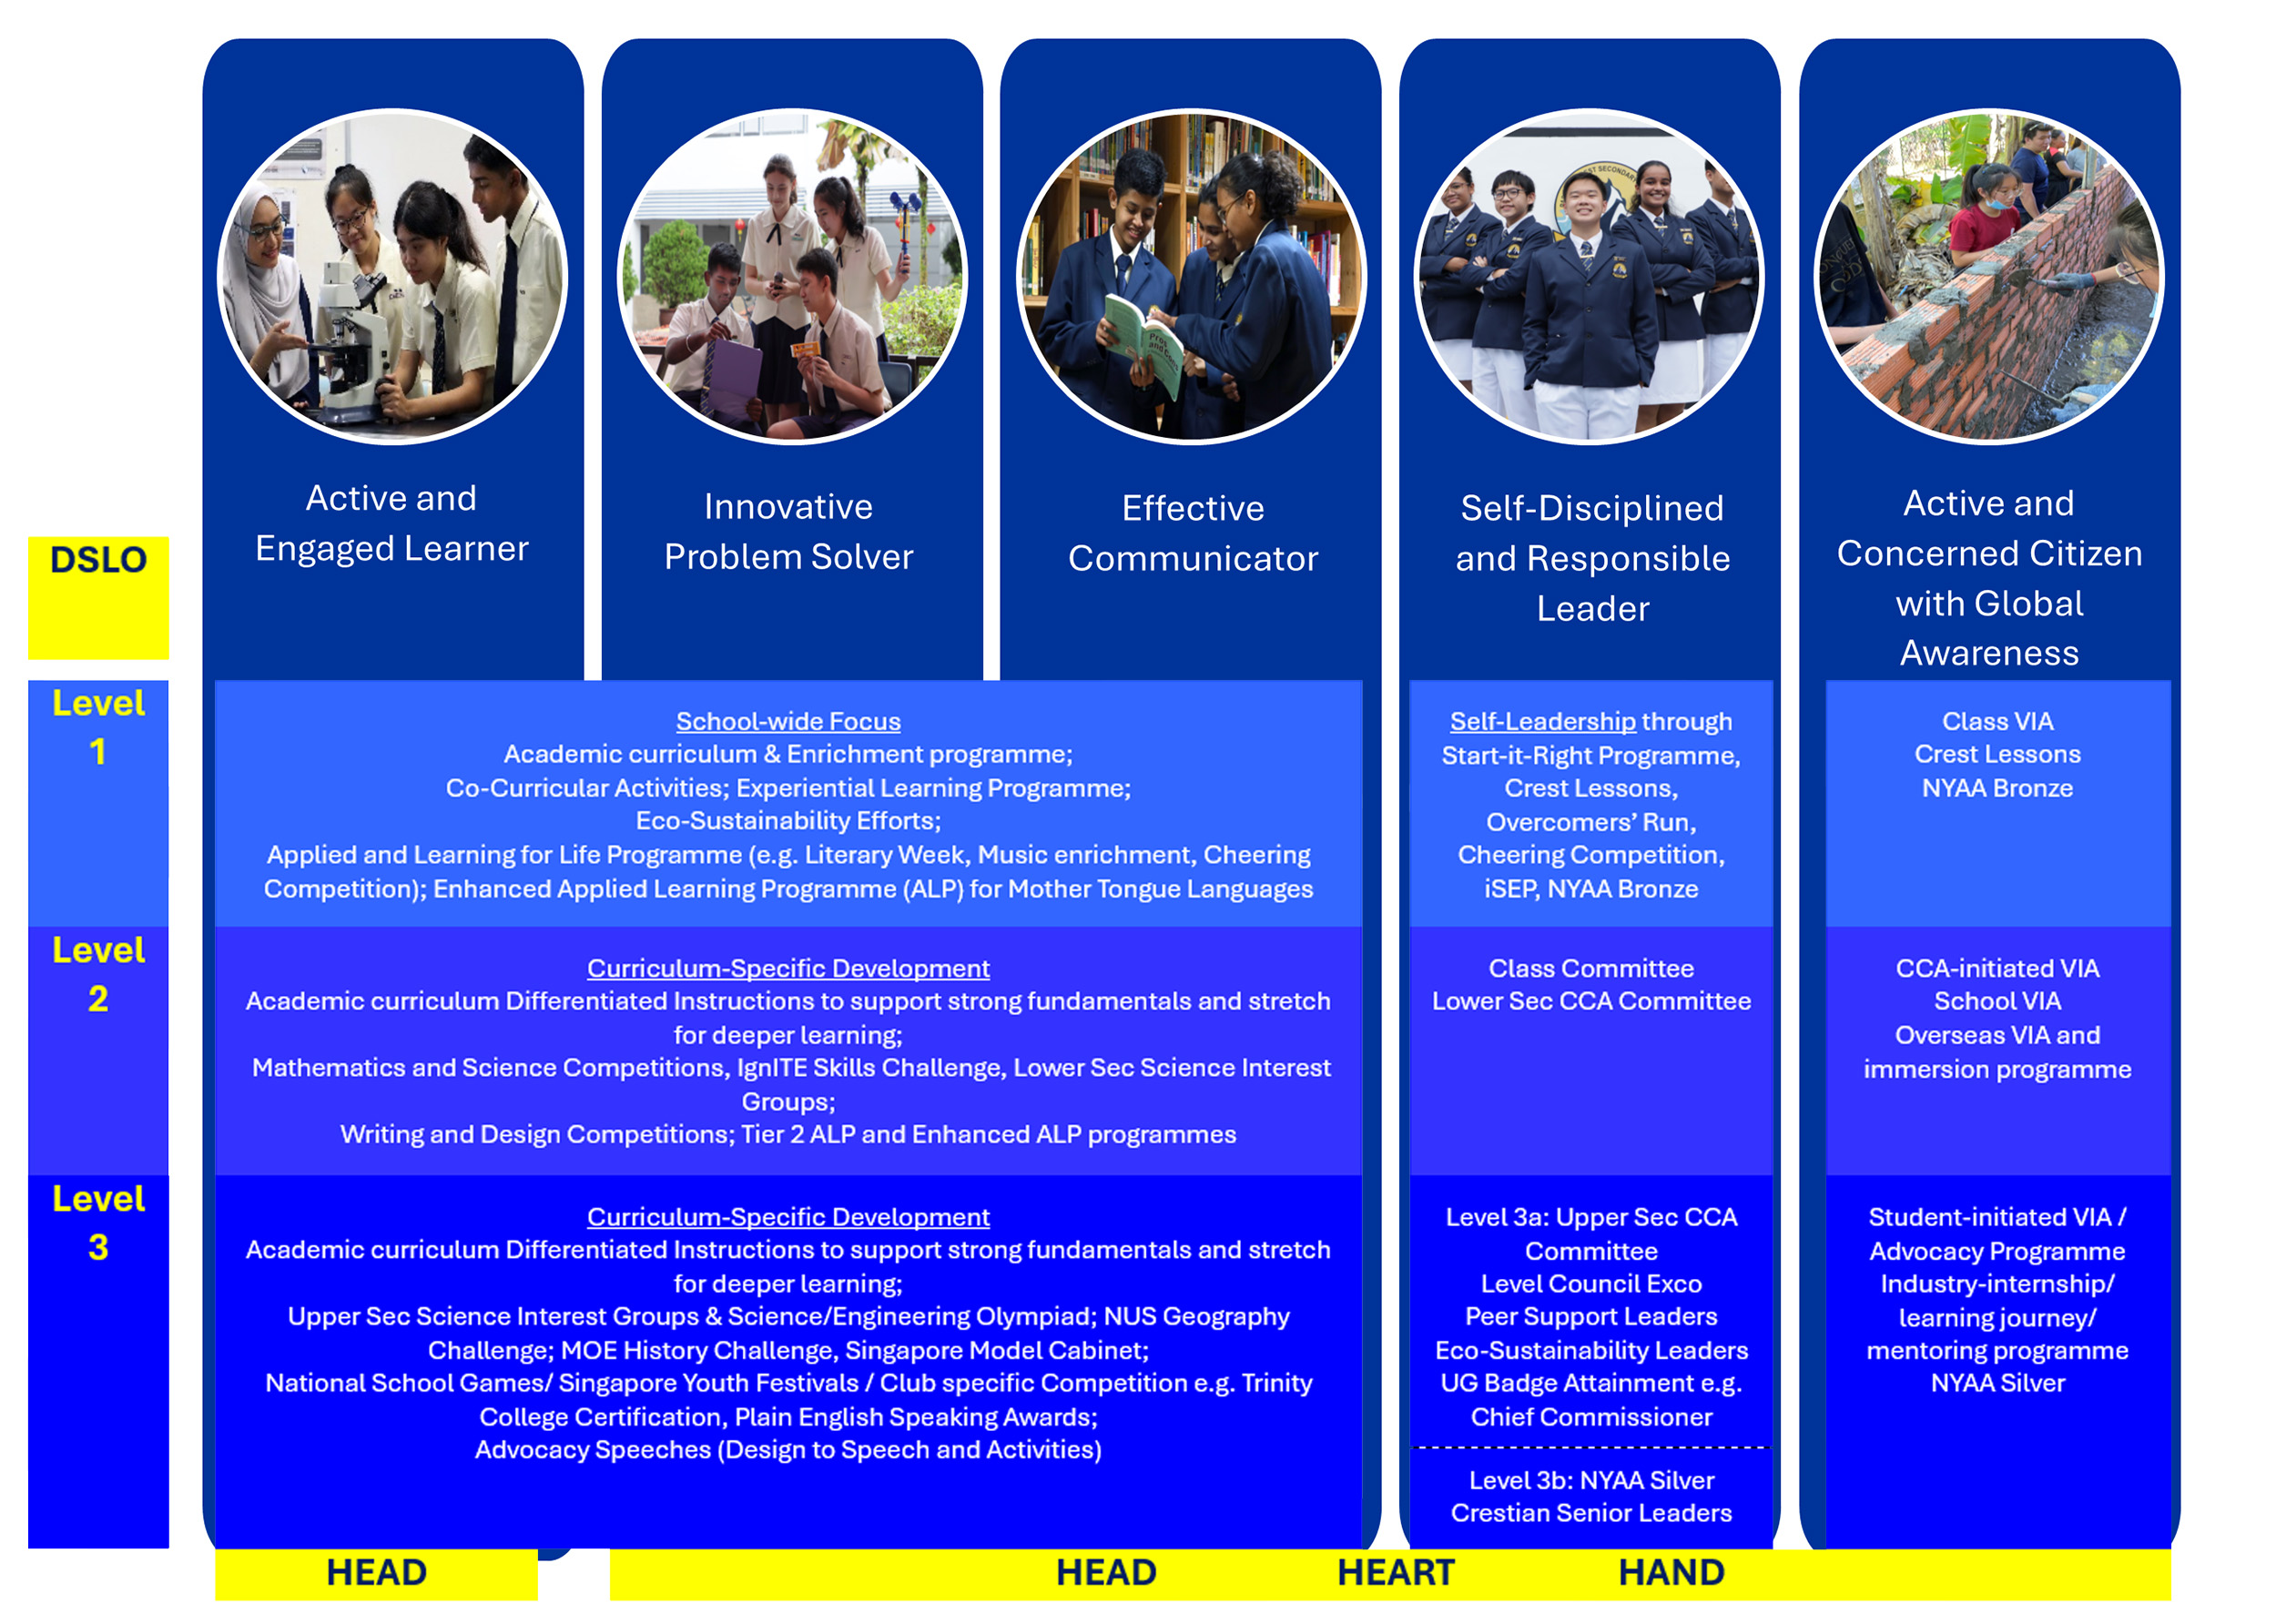 Active and
Engaged Learner
Innovative
Problem Solver
Effective
Communicator
Self-Disciplined
and Responsible
Leader
Active and
Concerned Citizen
with Global
Awareness
DSLO
Level
1
School-wide Focus
Academic curriculum & Enrichment programme;
Co-Curricular Activities; Experiential Learning Programme;
Eco-Sustainability Efforts;
Applied and Learning for Life Programme (e.g. Literary Week, Music enrichment, Cheering
Competition); Enhanced Applied Learning Programme (ALP) for Mother Tongue Languages
Self-Leadership through
Start-it-Right Programme,
Crest Lessons,
Overcomers’ Run,
Cheering Competition,
iSEP, NYAA Bronze
Class VIA
Crest Lessons
NYAA Bronze
Level
2
Curriculum-Specific Development
Academic curriculum Differentiated Instructions to support strong fundamentals and stretch
for deeper learning;
Mathematics and Science Competitions, IgnITE Skills Challenge, Lower Sec Science Interest
Groups;
Writing and Design Competitions; Tier 2 ALP and Enhanced ALP programmes
Class Committee
Lower Sec CCA Committee
CCA-initiated VIA
School VIA
Overseas VIA and
immersion programme
Level
3
Curriculum-Specific Development
Academic curriculum Differentiated Instructions to support strong fundamentals and stretch
for deeper learning;
Upper Sec Science Interest Groups & Science/Engineering Olympiad; NUS Geography
Challenge; MOE History Challenge, Singapore Model Cabinet;
National School Games/ Singapore Youth Festivals / Club specific Competition e.g. Trinity
College Certification, Plain English Speaking Awards;
Advocacy Speeches (Design to Speech and Activities)
Level 3a: Upper Sec CCA
Committee
Level Council Exco
Peer Support Leaders
Eco-Sustainability Leaders
UG Badge Attainment e.g.
Chief Commissioner
Level 3b: NYAA Silver
Crestian Senior Leaders
Student-initiated VIA /
Advocacy Programme
Industry-internship/
learning journey/
mentoring programme
NYAA Silver
HEAD
HEAD HEART HAND